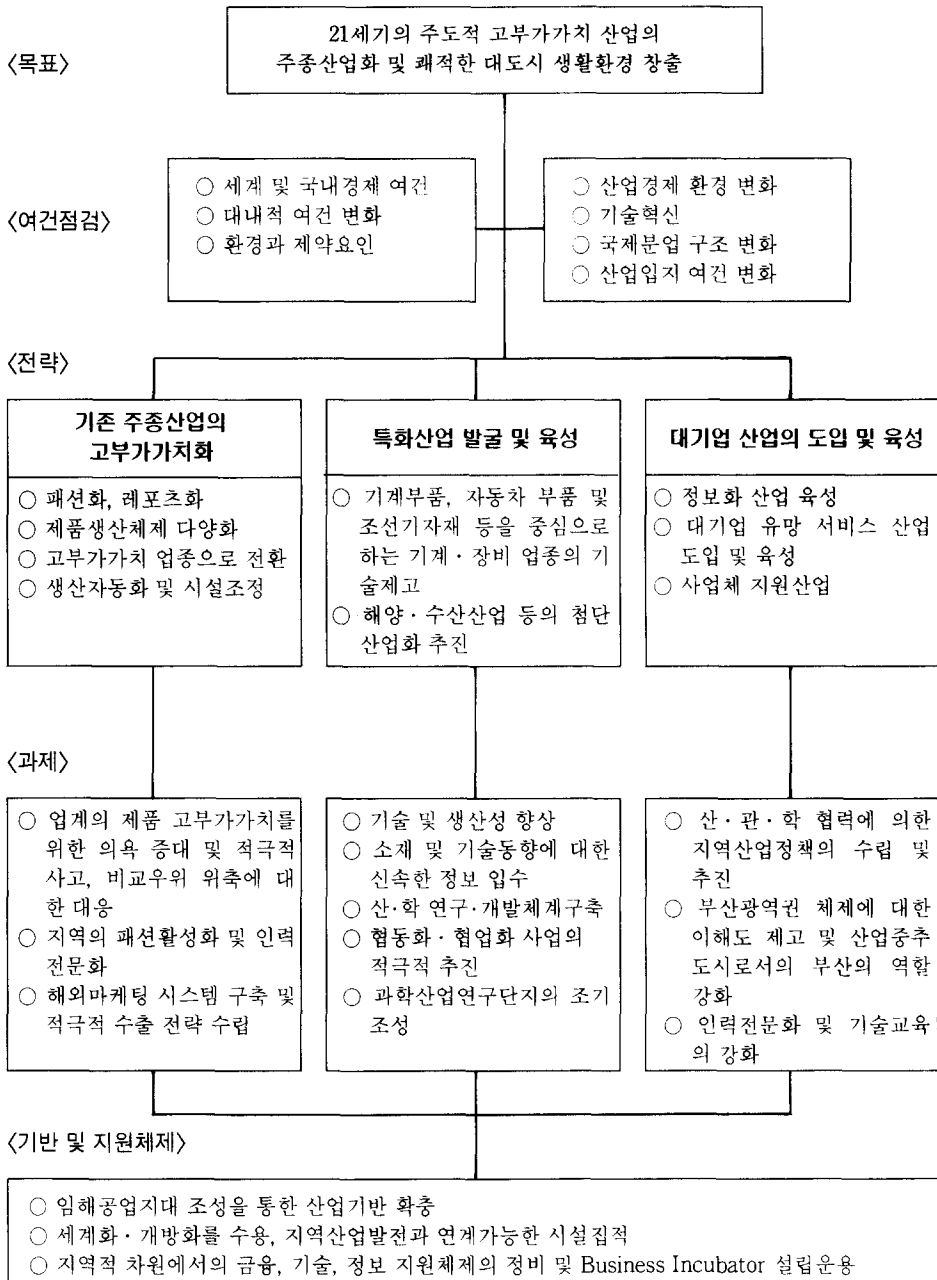 21세기의 주도적 고부가가치 산업의
〈목표〉
주종산업화 및 쾌적한 대도시 생활환경 창출
〈여건점검〉
○ 세계 및 국내경제 여건
○ 대내적 여건 변화
○ 환경과 제약요인
○ 산업경제 환경 변화
○ 기술혁신
○ 국제분업 구조 변화
○ 산업입지 여건 변화
〈전략〉
기존 주종산업의
고부가가치화
○ 패션화, 레포츠화
○ 제품생산체제 다양화
○ 고부가가치 업종으로 전환
○ 생산자동화 및 시설조정
특화산업 발굴 및 육성
○ 기계부품, 자동차 부품 및
조선기자재 등을 중심으로
하는 기계·장비 업종의 기
술제고
○ 해양·수산산업 등의 첨단
산업화 추진
대기업 산업의 도입 및 육성
○ 정보화 산업 육성
○ 대기업 유망 서비스 산업
도입 및 육성
○ 사업체 지원산업
〈과제〉
○ 업계의 제품 고부가가치를
위한 의욕 증대 및 적극적
사고, 비교우위 위축에 대
한 대응
○ 지역의 패션활성화 및 인력
전문화
○ 해외마케팅 시스템 구축 및
적극적 수출 전략 수립
○ 기술 및 생산성 향상
○ 소재 및 기술동향에 대한
신속한 정보 입수
○ 산·학 연구·개발체계구축
○ 협동화·협업화 사업의
적극적 추진
○ 과학산업연구단지의 조기
조성
○ 산·관·학 협력에 의한
지역산업정책의 수립 및
추진
○ 부산광역권 체제에 대한
이해도 제고 및 산업중추
도시로서의 부산의 역할
강화
○ 인력전문화 및 기술교육
의 강화
〈기반 및 지원체제〉
○ 임해공업지대 조성을 통한 산업기반 확충
○ 세계화·개방화를 수용, 지역산업발전과 연계가능한 시설집적
○ 지역적 차원에서의 금융, 기술, 정보 지원체제의 정비 및 Business Incubator 설립운용